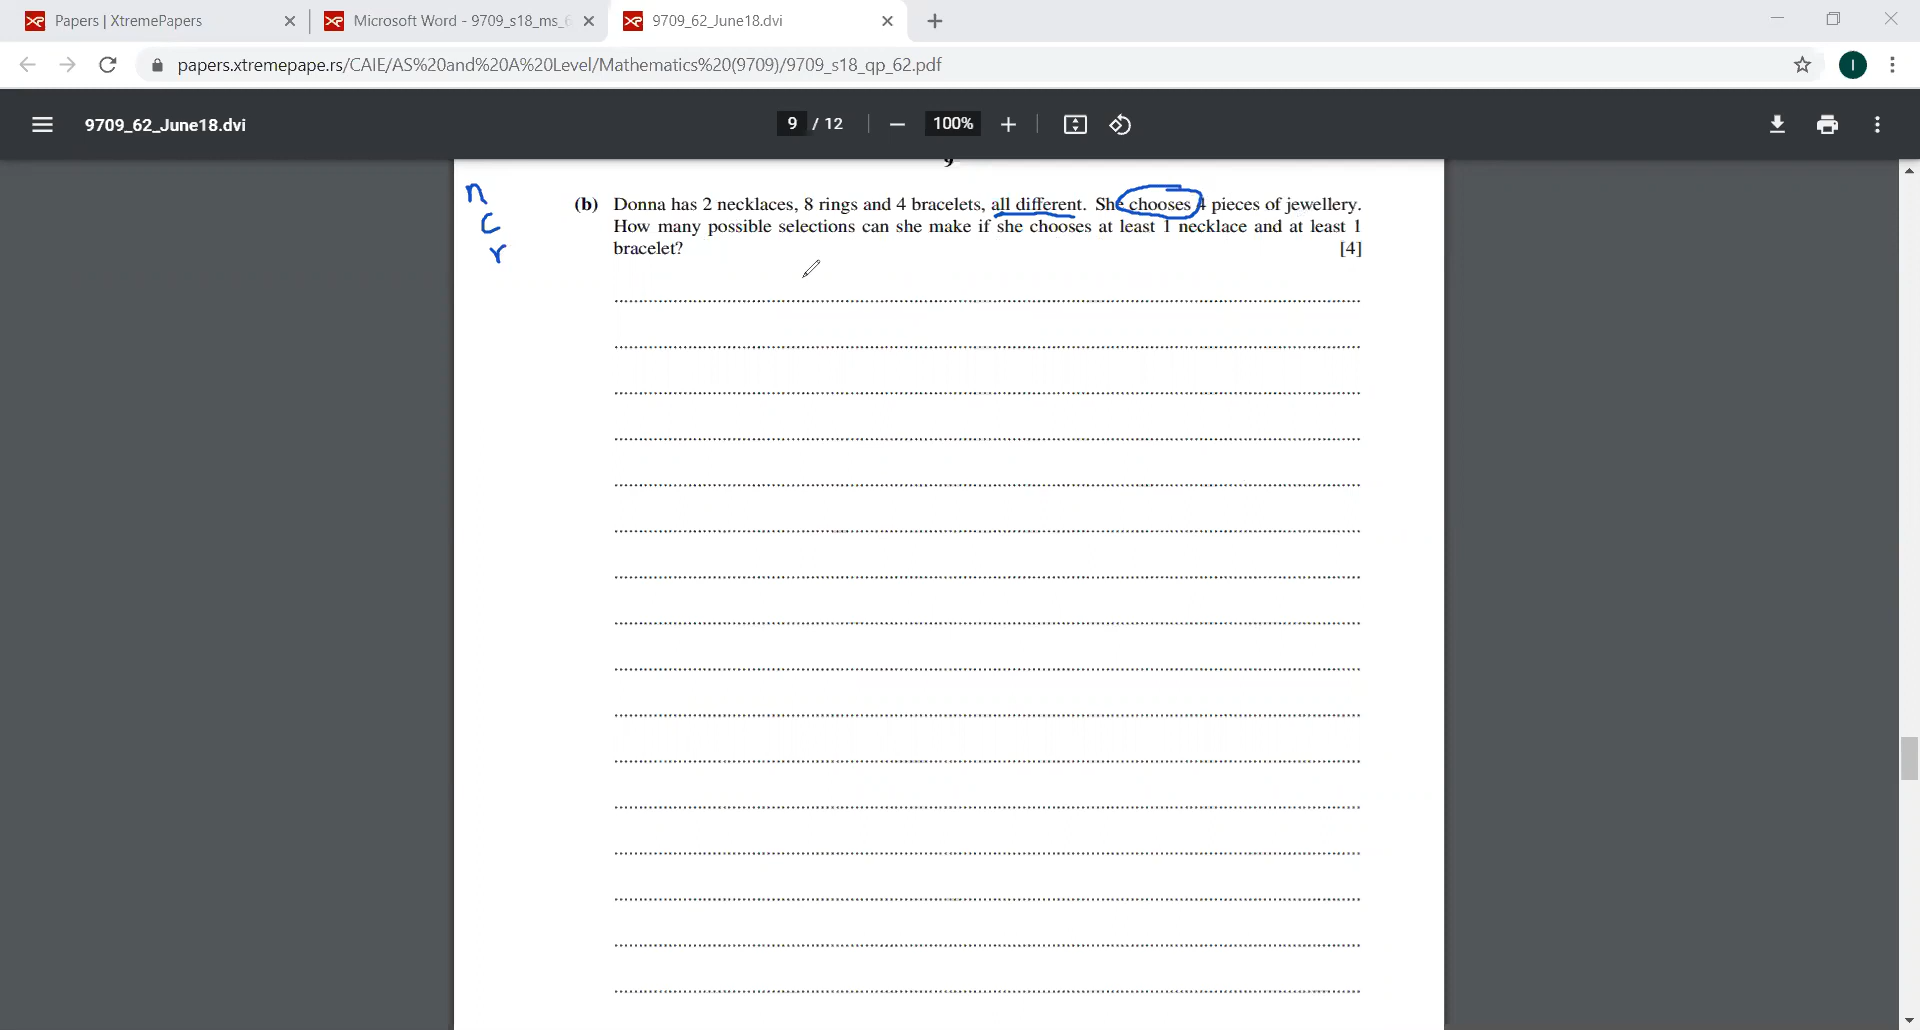 Papers | XtremePapers
Microsoft Word - 9709_s18_ms_6
9709_62_June18.dvi
papers.xtremepape.rs/CAIE/AS%20and%20A%20Level/Mathematics%20(9709)/9709_s18_qp_62.pdf
I
9709_62_June18.dvi
9 / 12
100%
9
n
C
r
(b) Donna has 2 necklaces, 8 rings and 4 bracelets, all different. She chooses 4 pieces of jewellery.
How many possible selections can she make if she chooses at least 1 necklace and at least 1
bracelet? [4]